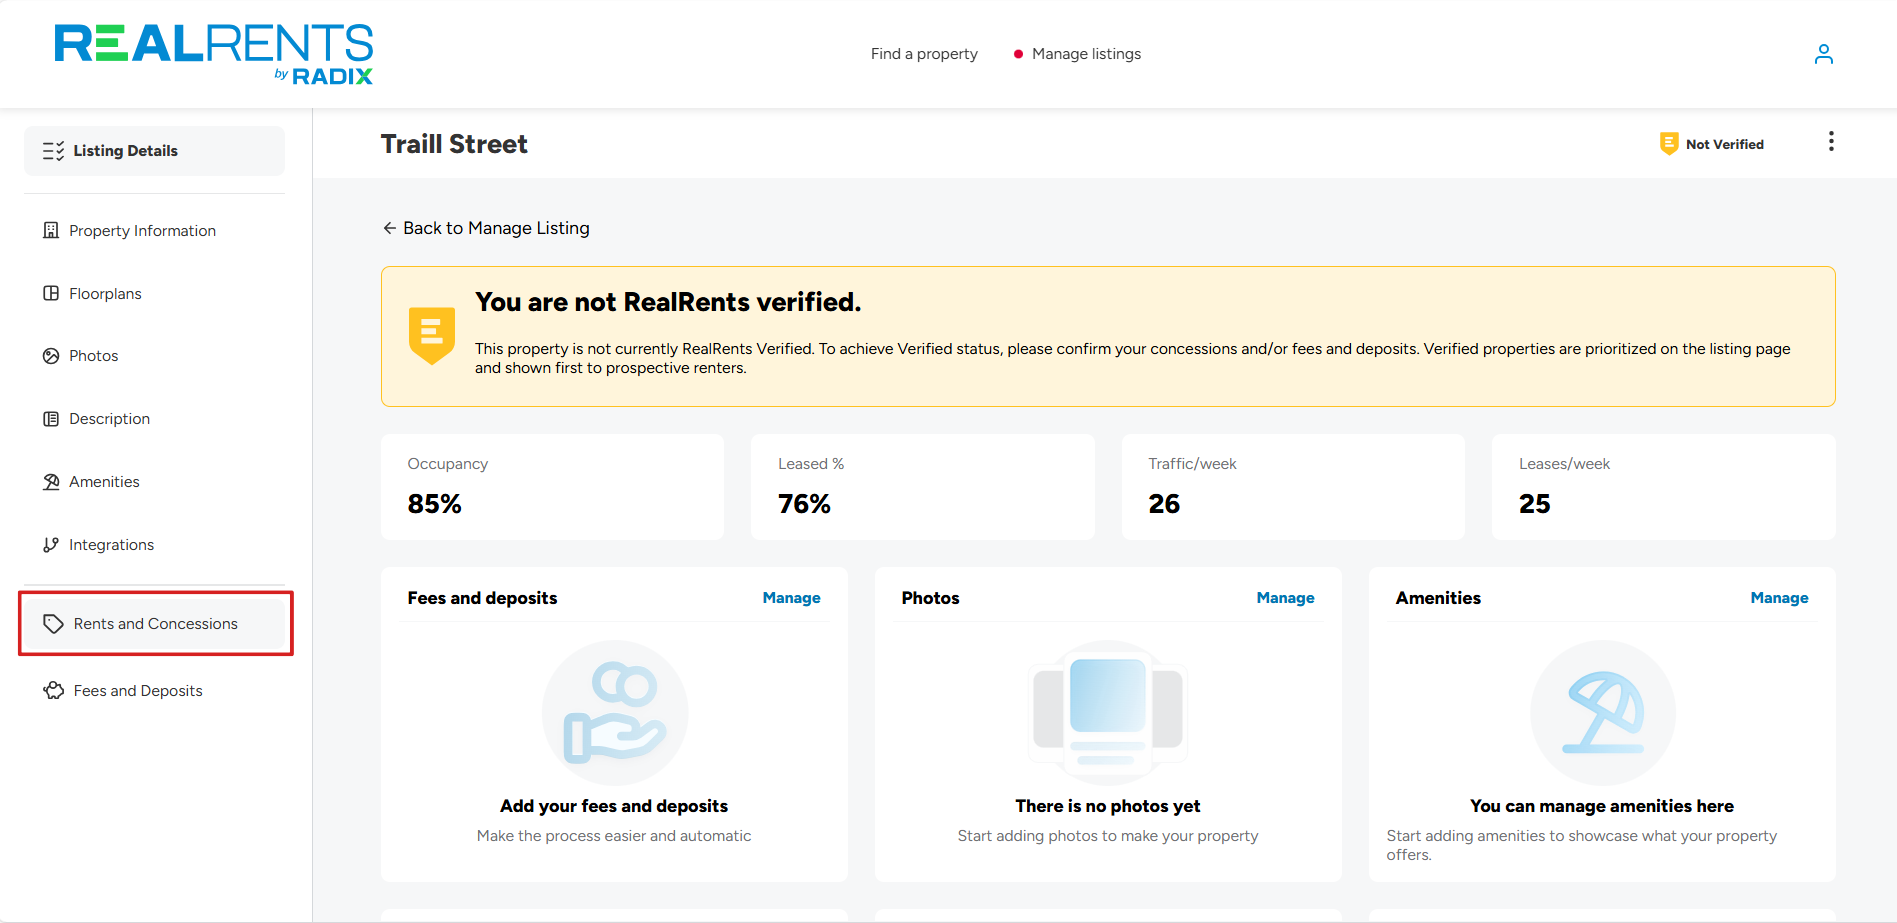 REALRENTS
by RADIX
Find a property
Manage listings
Listing Details
Traill Street
Not Verified
Property Information
Floorplans
Photos
Description
Amenities
Integrations
Rents and Concessions
Fees and Deposits
Back to Manage Listing
You are not RealRents verified.
This property is not currently RealRents Verified. To achieve Verified status, please confirm your concessions and/or fees and deposits. Verified properties are prioritized on the listing page
and shown first to prospective renters.
Occupancy
85%
Leased %
76%
Traffic/week
26
Leases/week
25
Fees and deposits
Manage
Add your fees and deposits
Make the process easier and automatic
Photos
Manage
There is no photos yet
Start adding photos to make your property
Amenities
Manage
You can manage amenities here
Start adding amenities to showcase what your property
offers.